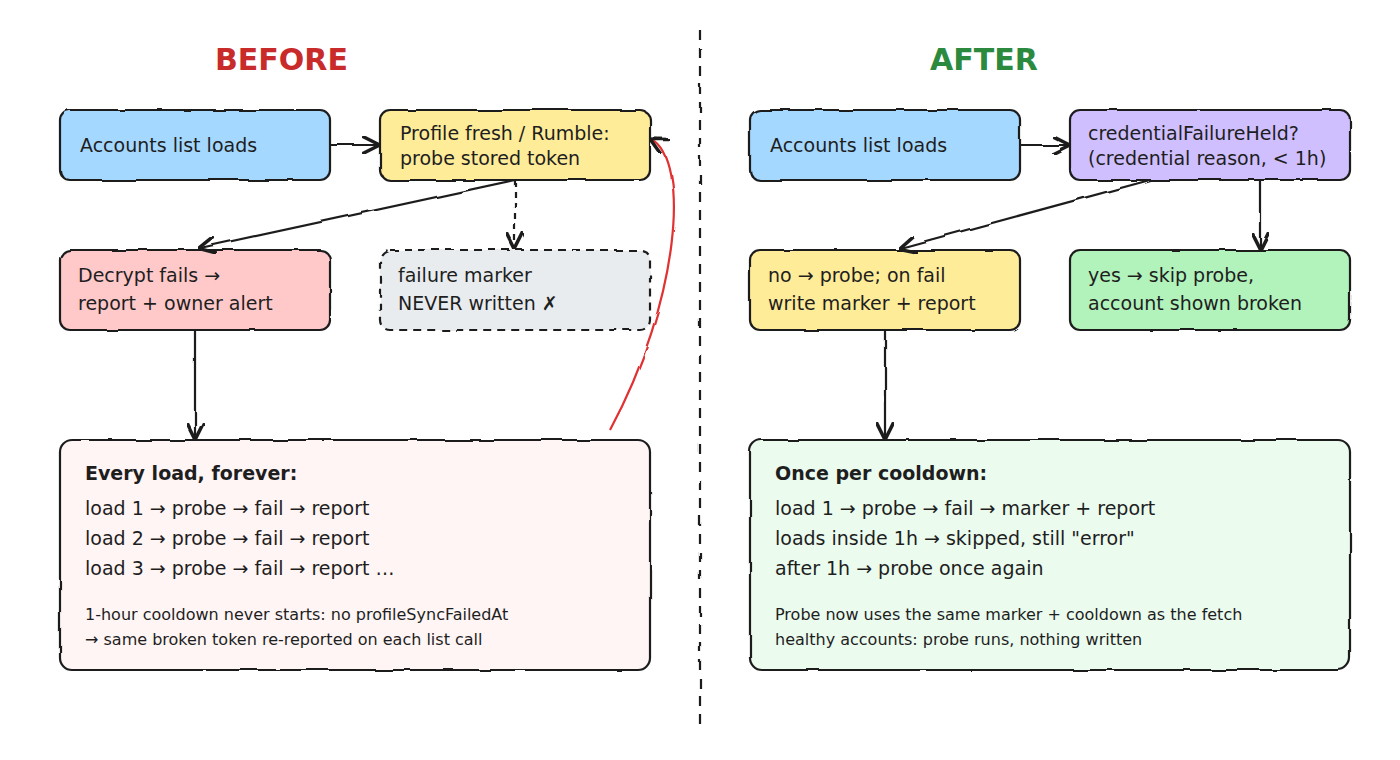 BEFORE
Accounts list loads
Profile fresh / Rumble:
probe stored token
Decrypt fails →
report + owner alert
failure marker
NEVER written ✗
Every load, forever:
load 1 → probe → fail → report
load 2 → probe → fail → report
load 3 → probe → fail → report ...
1-hour cooldown never starts: no profileSyncFailedAt
→ same broken token re-reported on each list call
AFTER
Accounts list loads
credentialFailureHeld?
(credential reason, < 1h)
no → probe; on fail
write marker + report
yes → skip probe,
account shown broken
Once per cooldown:
load 1 → probe → fail → marker + report
loads inside 1h → skipped, still "error"
after 1h → probe once again
Probe now uses the same marker + cooldown as the fetch
healthy accounts: probe runs, nothing written